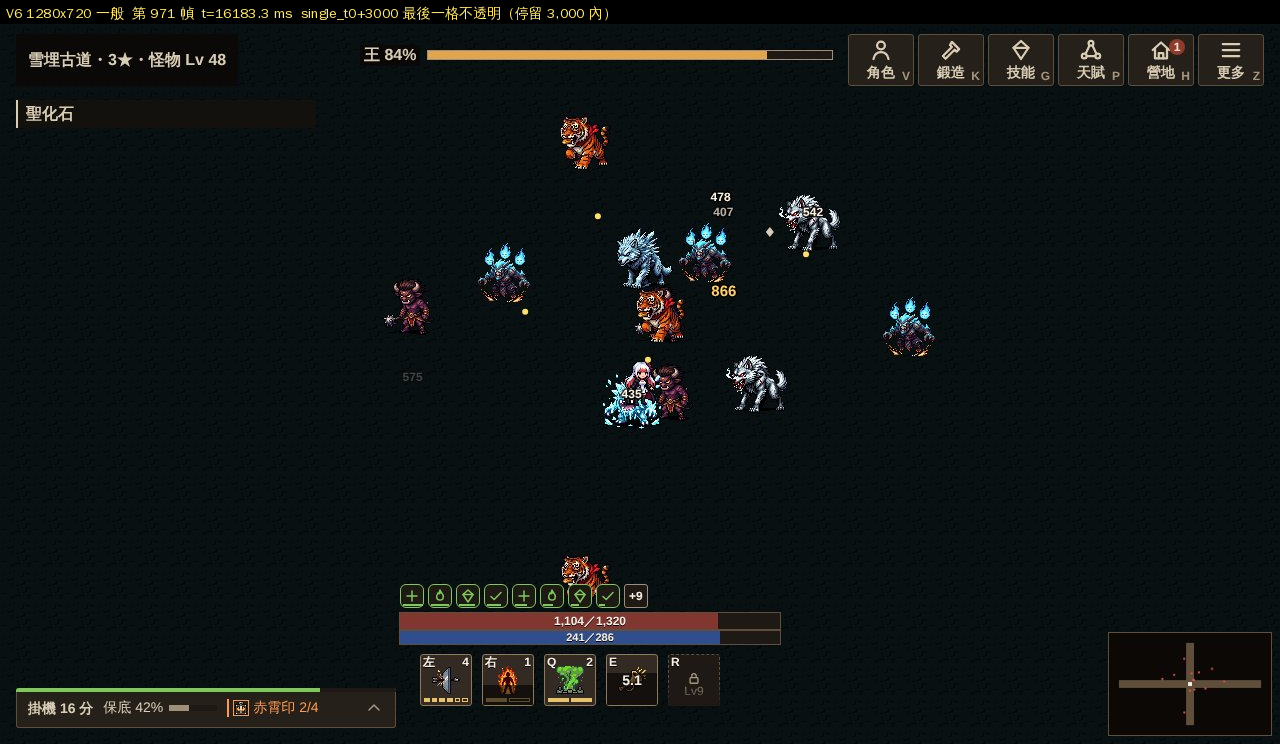 V6 1280x720 一般 第 971 幀 t=16183.3 ms single_t0+3000 最後一格不透明（停留 3,000 內）
雪埋古道・3★・怪物 Lv 48
王 84%
角色 V
鍛造 K
技能 G
天賦 P
營地 H 1
更多 Z
聖化石
478
407
542
866
575
435
+9
1,104／1,320
241／286
左 4
右 1
Q 2
E 5.1
R Lv9
掛機 16 分 保底 42% 赤霄印 2/4